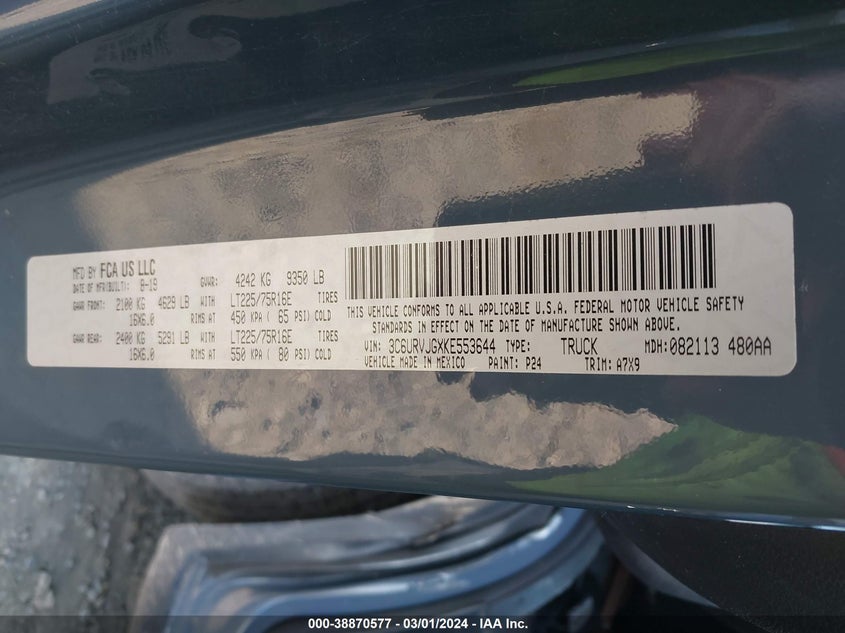 MFD BY FCA US LLC
DATE OF MFR(BUILT): 8-19 GVWR: 4242 KG 9350 LB
GAWR FRONT: 2100 KG 4629 LB WITH LT225/75R16E TIRES
16X6.0 RIMS AT 450 KPA ( 65 PSI) COLD
GAWR REAR: 2400 KG 5291 LB WITH LT225/75R16E TIRES
16X6.0 RIMS AT 550 KPA ( 80 PSI) COLD
THIS VEHICLE CONFORMS TO ALL APPLICABLE U.S.A. FEDERAL MOTOR VEHICLE SAFETY
STANDARDS IN EFFECT ON THE DATE OF MANUFACTURE SHOWN ABOVE.
VIN: 3C6URVJGXKE553644 TYPE: TRUCK MDH: 082113 480AA
VEHICLE MADE IN MEXICO PAINT: P24 TRIM: A7X9
000-38870577 — 03/01/2024 — IAA Inc.